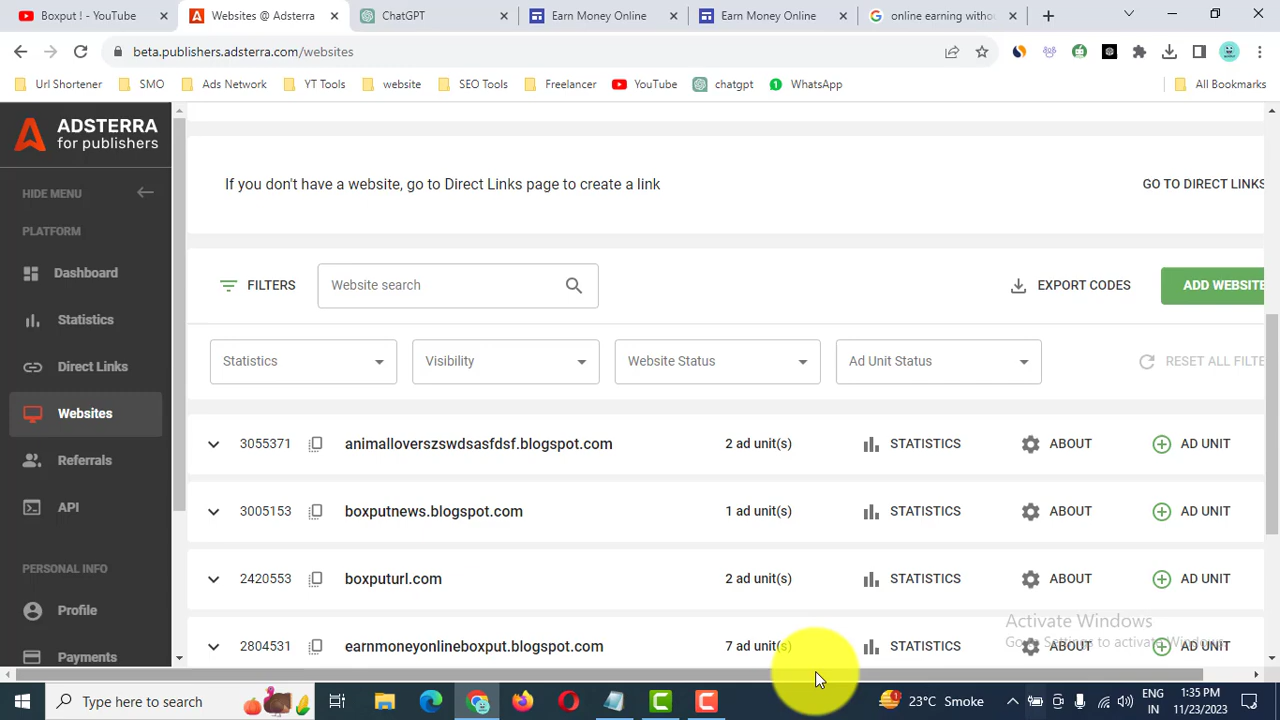 Boxput ! - YouTube
Websites @ Adsterra
ChatGPT
Earn Money Online
Earn Money Online
online earning witho
beta.publishers.adsterra.com/websites
Url Shortener
SMO
Ads Network
YT Tools
website
SEO Tools
Freelancer
YouTube
chatgpt
WhatsApp
All Bookmarks
ADSTERRA
for publishers
HIDE MENU
PLATFORM
Dashboard
Statistics
Direct Links
Websites
Referrals
API
PERSONAL INFO
Profile
Payments
If you don't have a website, go to Direct Links page to create a link
GO TO DIRECT LINKS
FILTERS
Website search
EXPORT CODES
ADD WEBSITE
Statistics
Visibility
Website Status
Ad Unit Status
RESET ALL FILTE
3055371 animalloverszswdsasfdsf.blogspot.com 2 ad unit(s) STATISTICS ABOUT AD UNIT
3005153 boxputnews.blogspot.com 1 ad unit(s) STATISTICS ABOUT AD UNIT
2420553 boxputurl.com 2 ad unit(s) STATISTICS ABOUT AD UNIT
2804531 earnmoneyonlineboxput.blogspot.com 7 ad unit(s) STATISTICS ABOUT AD UNIT
Activate Windows
Go to Settings to activate Windows.
Type here to search
1
23°C Smoke
ENG
IN
1:35 PM
11/23/2023